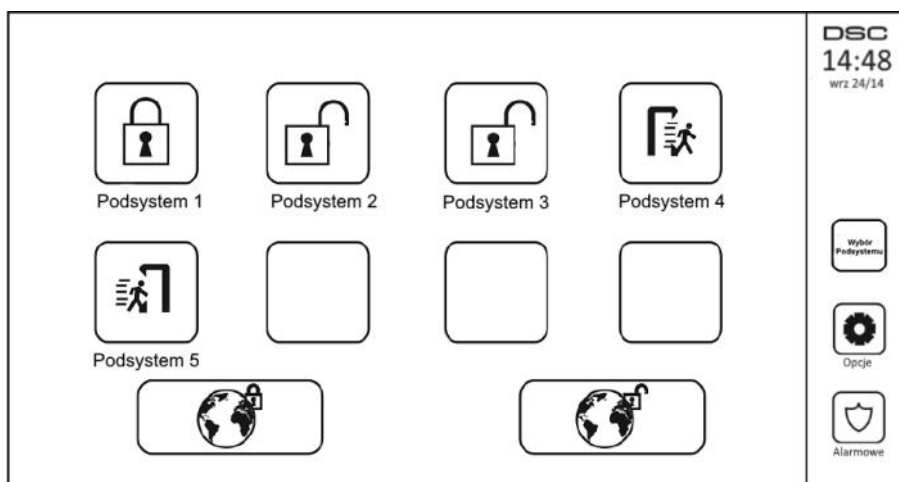 DSC
14:48
wrz 24/14
Podsystem 1
Podsystem 2
Podsystem 3
Podsystem 4
Wybór
Podsystemu
Podsystem 5
Opcje
Alarmowe